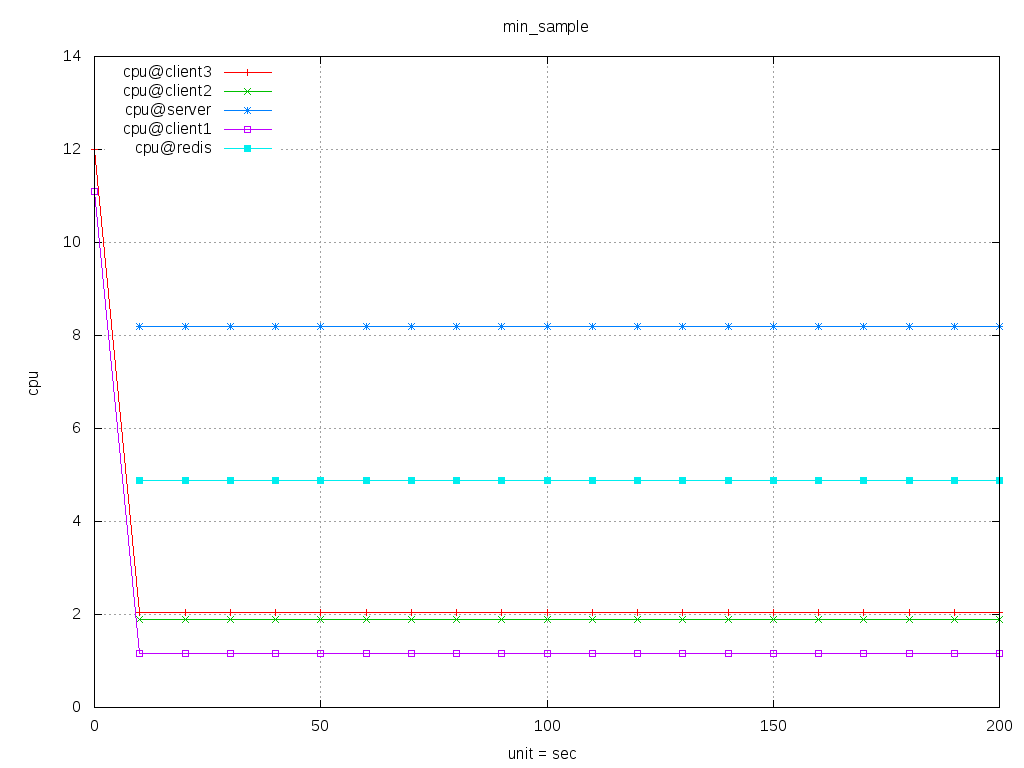 min_sample
cpu@client3
cpu@client2
cpu@server
cpu@client1
cpu@redis
14
12
10
8
6
4
2
0
cpu
0 50 100 150 200
unit = sec